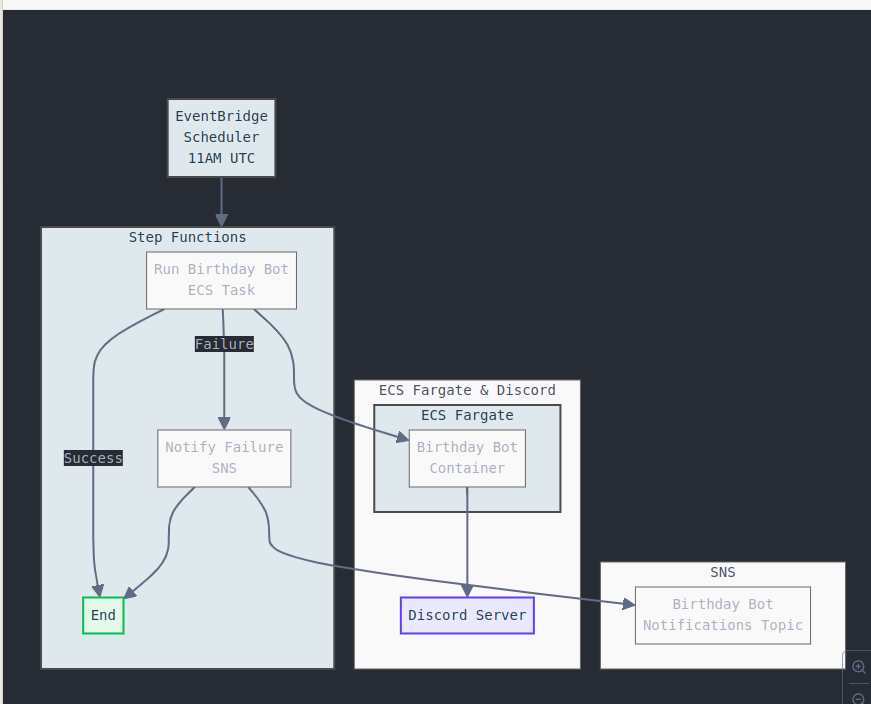 EventBridge
Scheduler
11AM UTC
Step Functions
Run Birthday Bot
ECS Task
Failure
ECS Fargate & Discord
ECS Fargate
Notify Failure
SNS
Birthday Bot
Container
Success
SNS
Birthday Bot
Notifications Topic
End
Discord Server